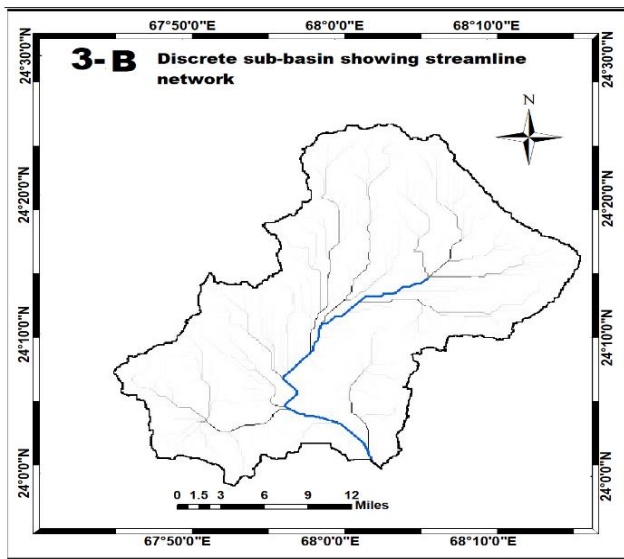 67°50'0"E 68°0'0"E 68°10'0"E
3-B Discrete sub-basin showing streamline
network
N
24°30'0"N 24°30'0"N
24°20'0"N 24°20'0"N
24°10'0"N 24°10'0"N
24°0'0"N 24°0'0"N
0 1.5 3 6 9 12
Miles
67°50'0"E 68°0'0"E 68°10'0"E